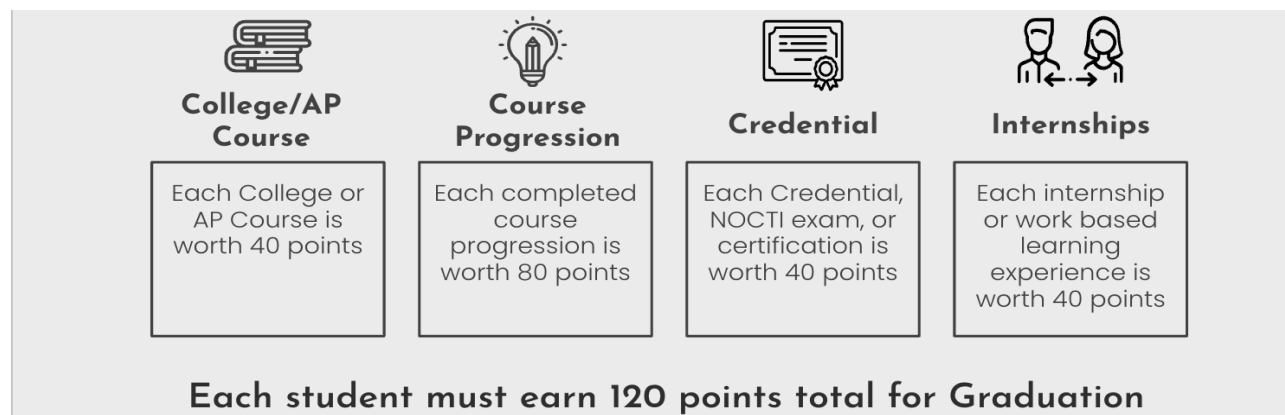 College/AP
Course
Each College or
AP Course is
worth 40 points
Course
Progression
Each completed
course
progression is
worth 80 points
Credential
Each Credential,
NOCTI exam, or
certification is
worth 40 points
Internships
Each internship
or work based
learning
experience is
worth 40 points
Each student must earn 120 points total for Graduation